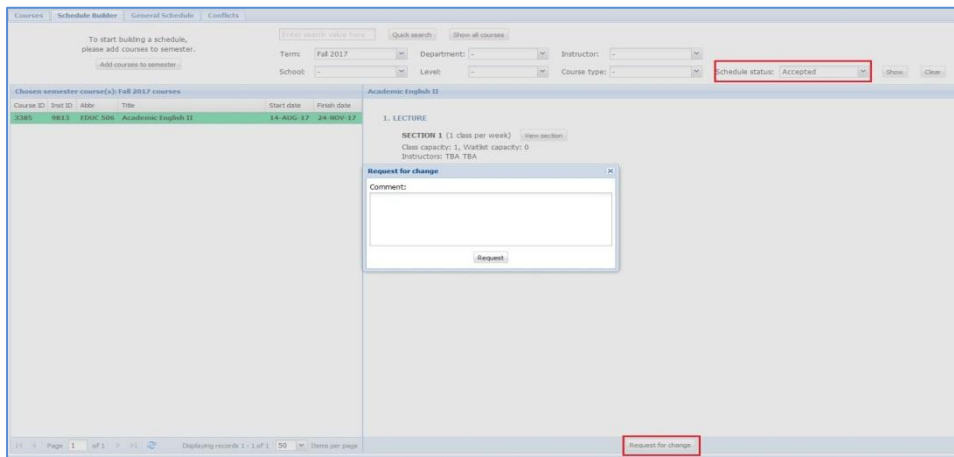 Courses Schedule Builder General Schedule Conflicts
To start building a schedule,
please add courses to semester.
Add courses to semester
Enter search value here Quick search Show all courses
Term: Fall 2017 Department: - Instructor: -
School: - Level: - Course type: - Schedule status: Accepted Show Clear
Chosen semester course(s): Fall 2017 courses
Course ID Inst ID Abbr Title Start date Finish date
3385 9813 EDUC 506 Academic English II 14-AUG-17 24-NOV-17
Academic English II
1. LECTURE
SECTION 1 (1 class per week) View section
Class capacity: 1, Waitlist capacity: 0
Instructors: TBA TBA
Request for change
Comment:
Request
Page 1 of 1 Displaying records 1 - 1 of 1 50 Items per page
Request for change